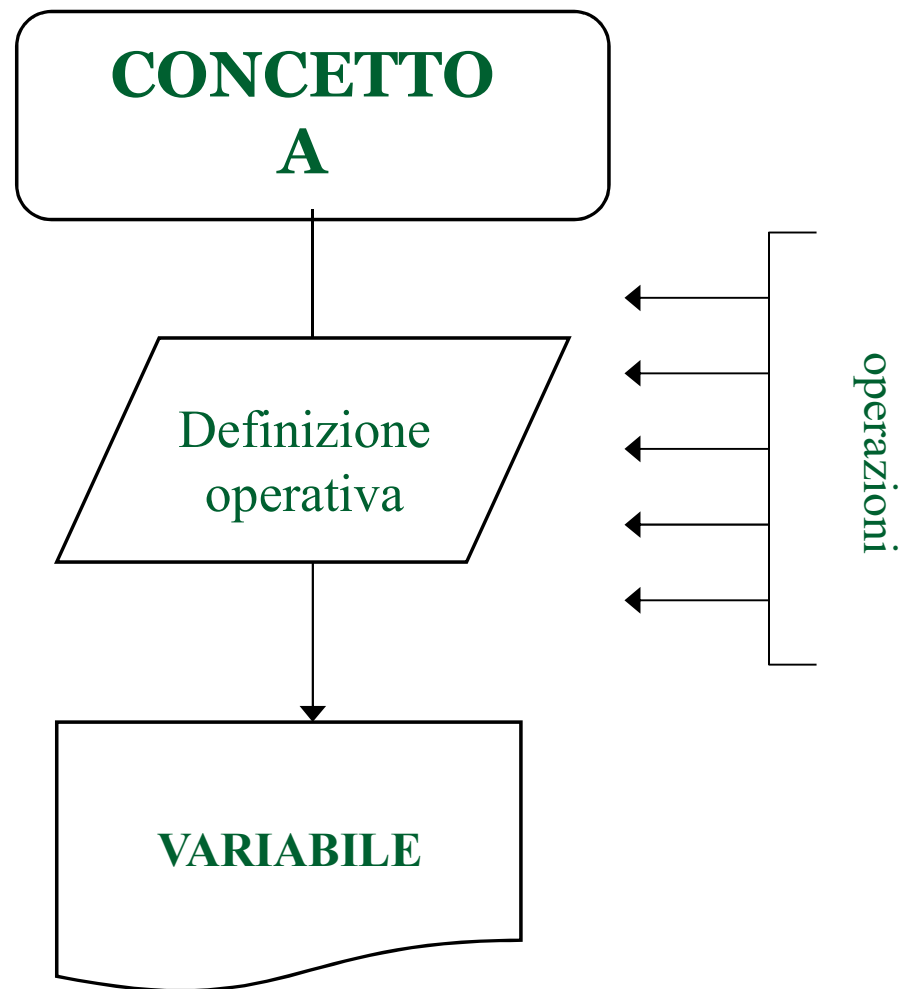 CONCETTO
A
Definizione
operativa
operazioni
VARIABILE